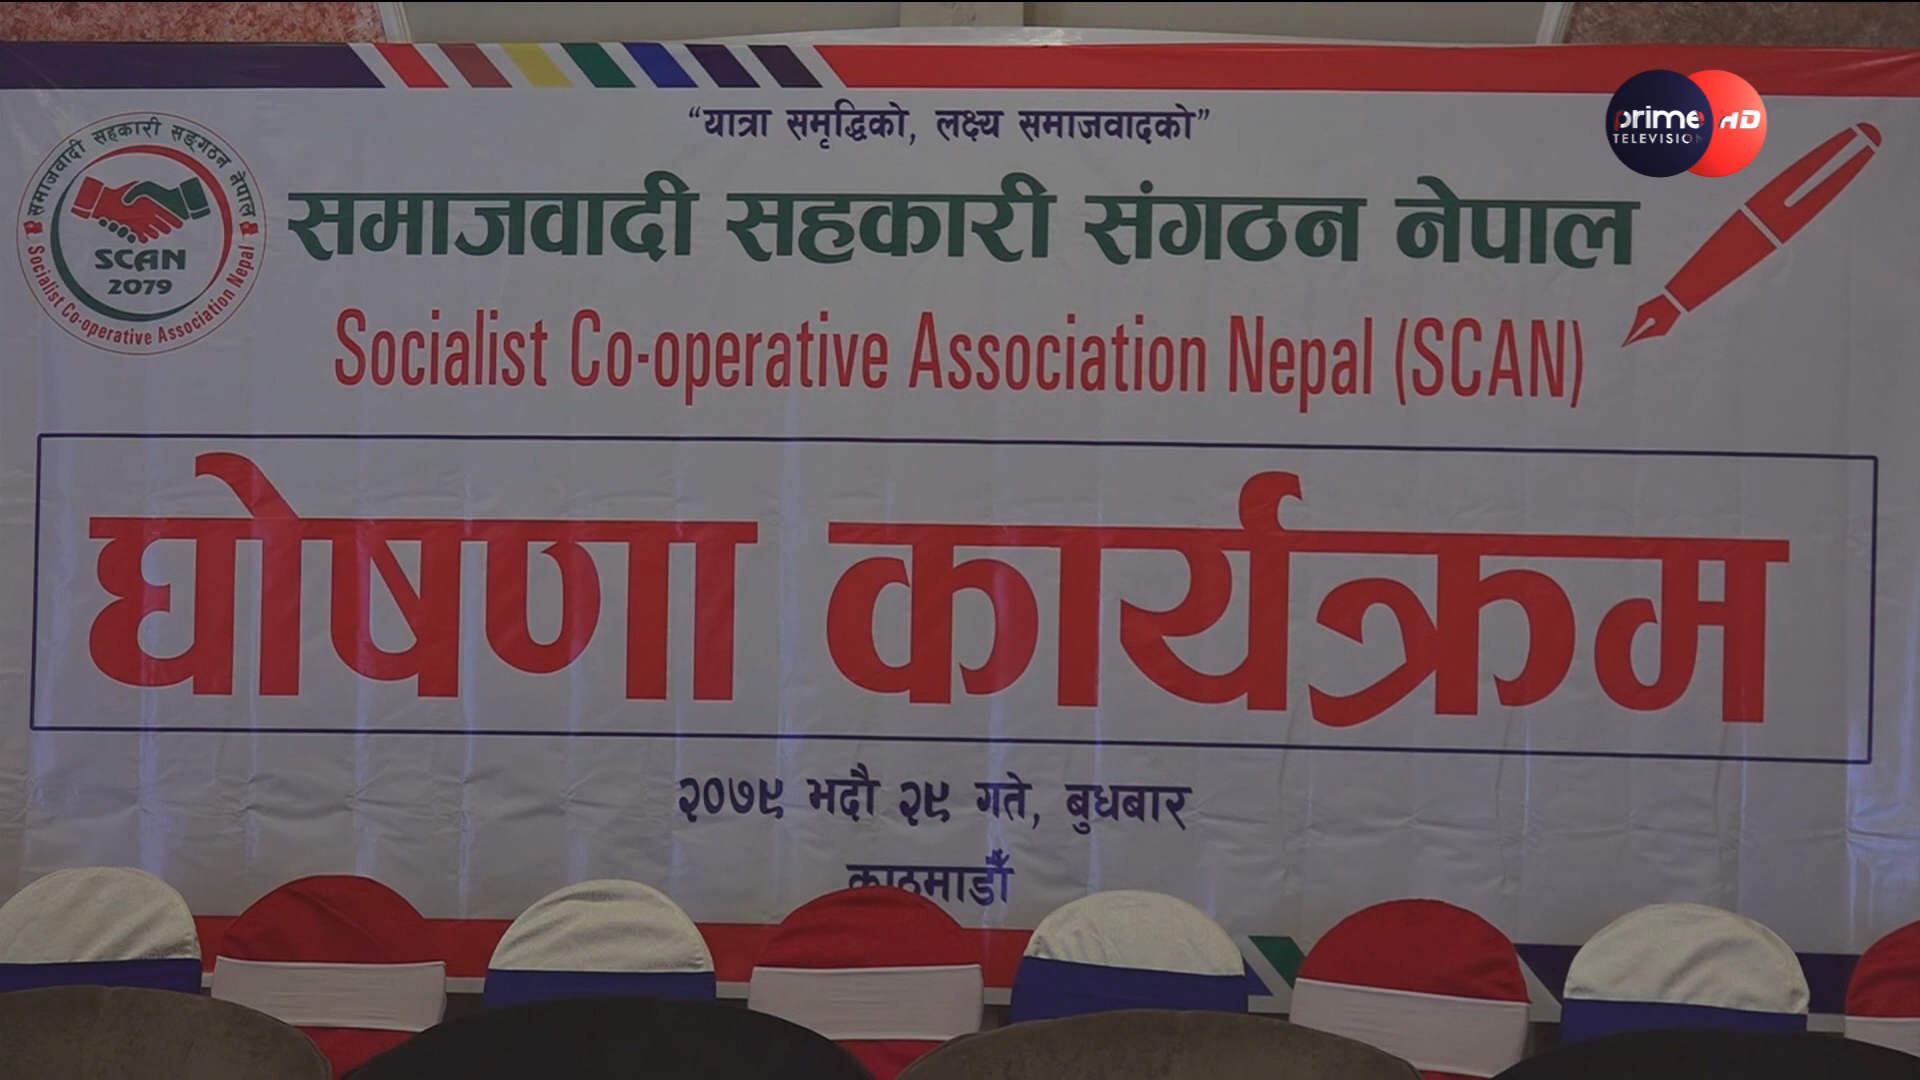 “यात्रा समृद्धिको, लक्ष्य समाजवादको”
prime HD
TELEVISION
समाजवादी सहकारी सङ्गठन नेपाल
SCAN
2079
Socialist Co-operative Association Nepal
समाजवादी सहकारी संगठन नेपाल
Socialist Co-operative Association Nepal (SCAN)
घोषणा कार्यक्रम
२०७९ भदौ २९ गते, बुधबार
काठमाडौँ